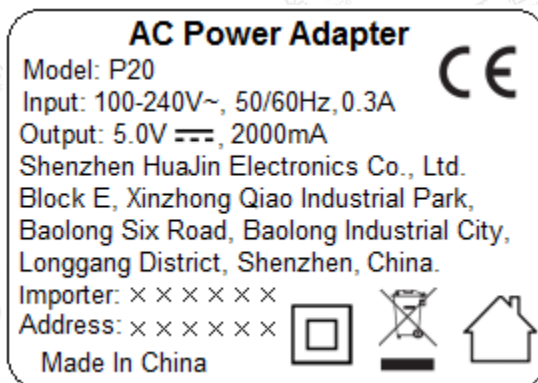 AC Power Adapter
Model: P20
Input: 100-240V~, 50/60Hz, 0.3A
Output: 5.0V ⎓, 2000mA
Shenzhen HuaJin Electronics Co., Ltd.
Block E, Xinzhong Qiao Industrial Park,
Baolong Six Road, Baolong Industrial City,
Longgang District, Shenzhen, China.
Importer: ××××××
Address: ××××××
Made In China
CE